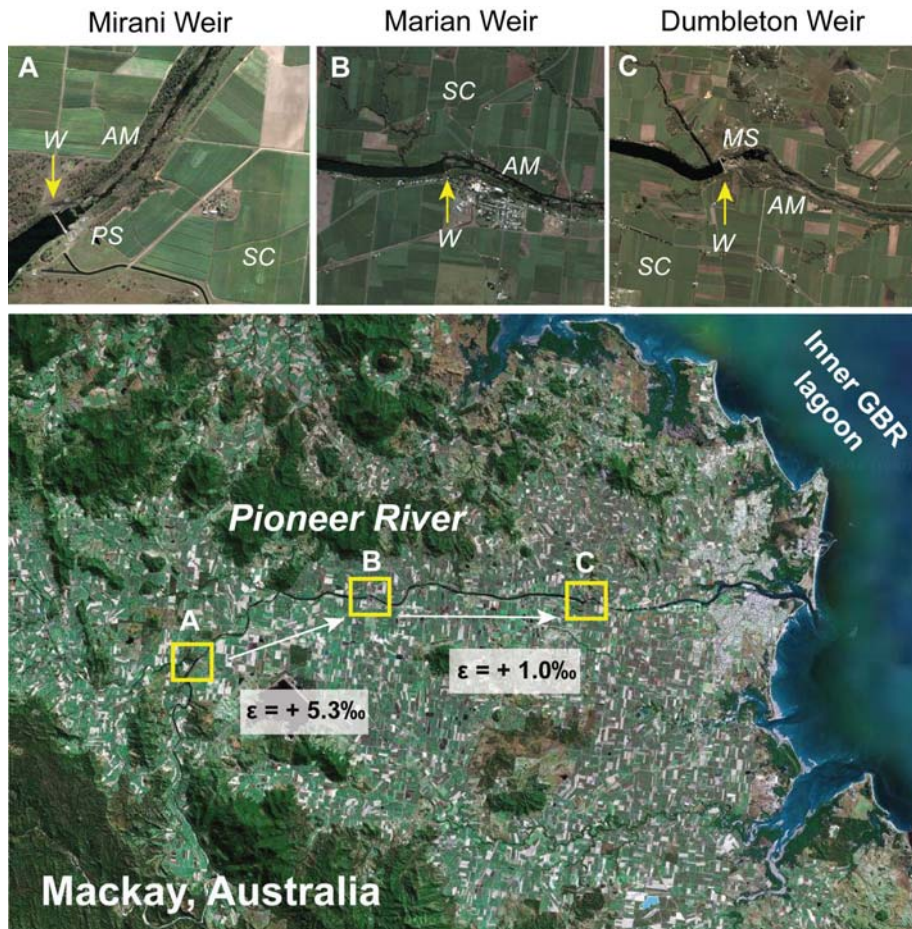 Mirani Weir
Marian Weir
Dumbleton Weir
A
W
AM
PS
SC
B
SC
AM
W
C
MS
AM
W
SC
Inner GBR
lagoon
Pioneer River
A
B
C
ε = + 5.3‰
ε = + 1.0‰
Mackay, Australia